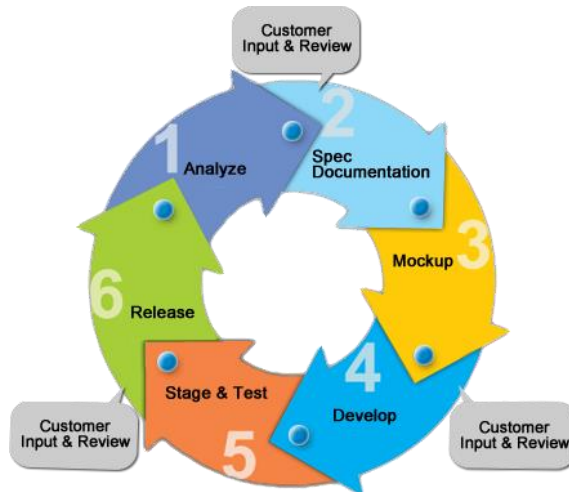 Customer
Input & Review
1
Analyze
2
Spec
Documentation
3
Mockup
4
Develop
Customer
Input & Review
5
Stage & Test
6
Release
Customer
Input & Review